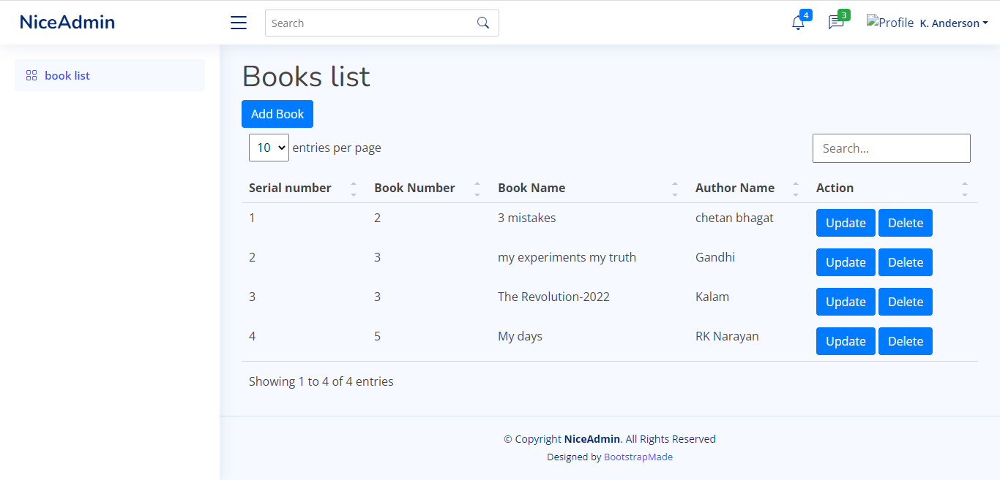 NiceAdmin
Search
4
3
Profile
K. Anderson
book list
Books list
Add Book
10 entries per page
Search...
Serial number Book Number Book Name Author Name Action
1 2 3 mistakes chetan bhagat Update Delete
2 3 my experiments my truth Gandhi Update Delete
3 3 The Revolution-2022 Kalam Update Delete
4 5 My days RK Narayan Update Delete
Showing 1 to 4 of 4 entries
© Copyright NiceAdmin. All Rights Reserved
Designed by BootstrapMade